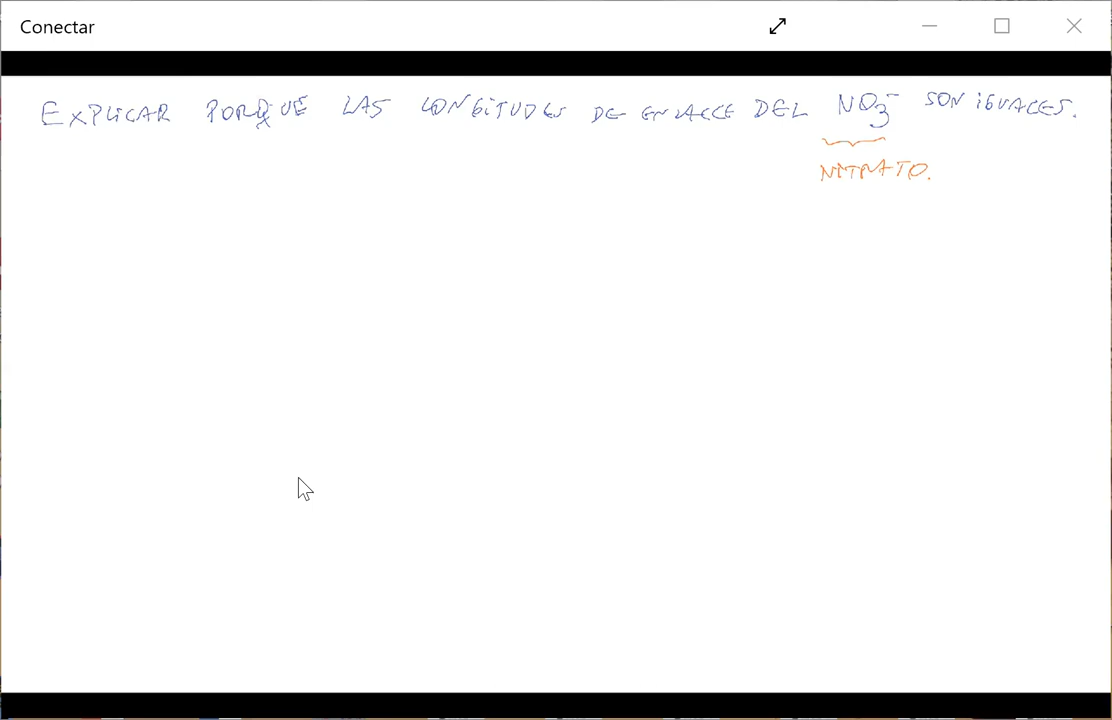 Conectar
EXPLICAR PORQUE LAS LONGITUDES DE ENLACE DEL NO₃⁻ SON IGUALES.
NITRATO.